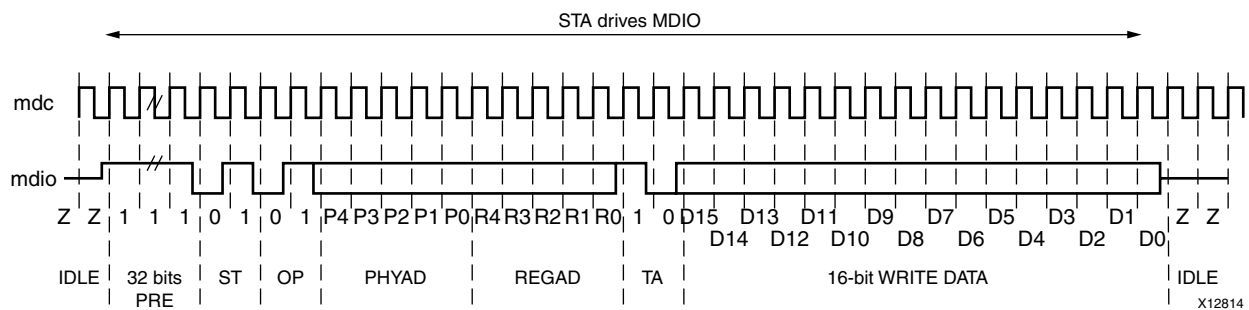 STA drives MDIO
mdc
mdio
Z Z 1 1 1 0 1 0 1 P4 P3 P2 P1 P0 R4 R3 R2 R1 R0 1 0 D15 D13 D11 D9 D7 D5 D3 D1 Z Z
D14 D12 D10 D8 D6 D4 D2 D0
IDLE 32 bits ST OP PHYAD REGAD TA 16-bit WRITE DATA IDLE
PRE
X12814